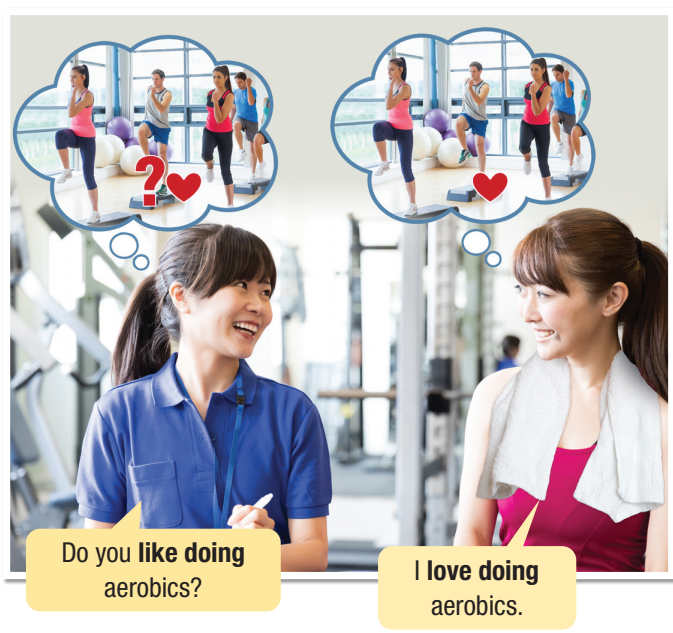 Do you like doing
aerobics?
I love doing
aerobics.